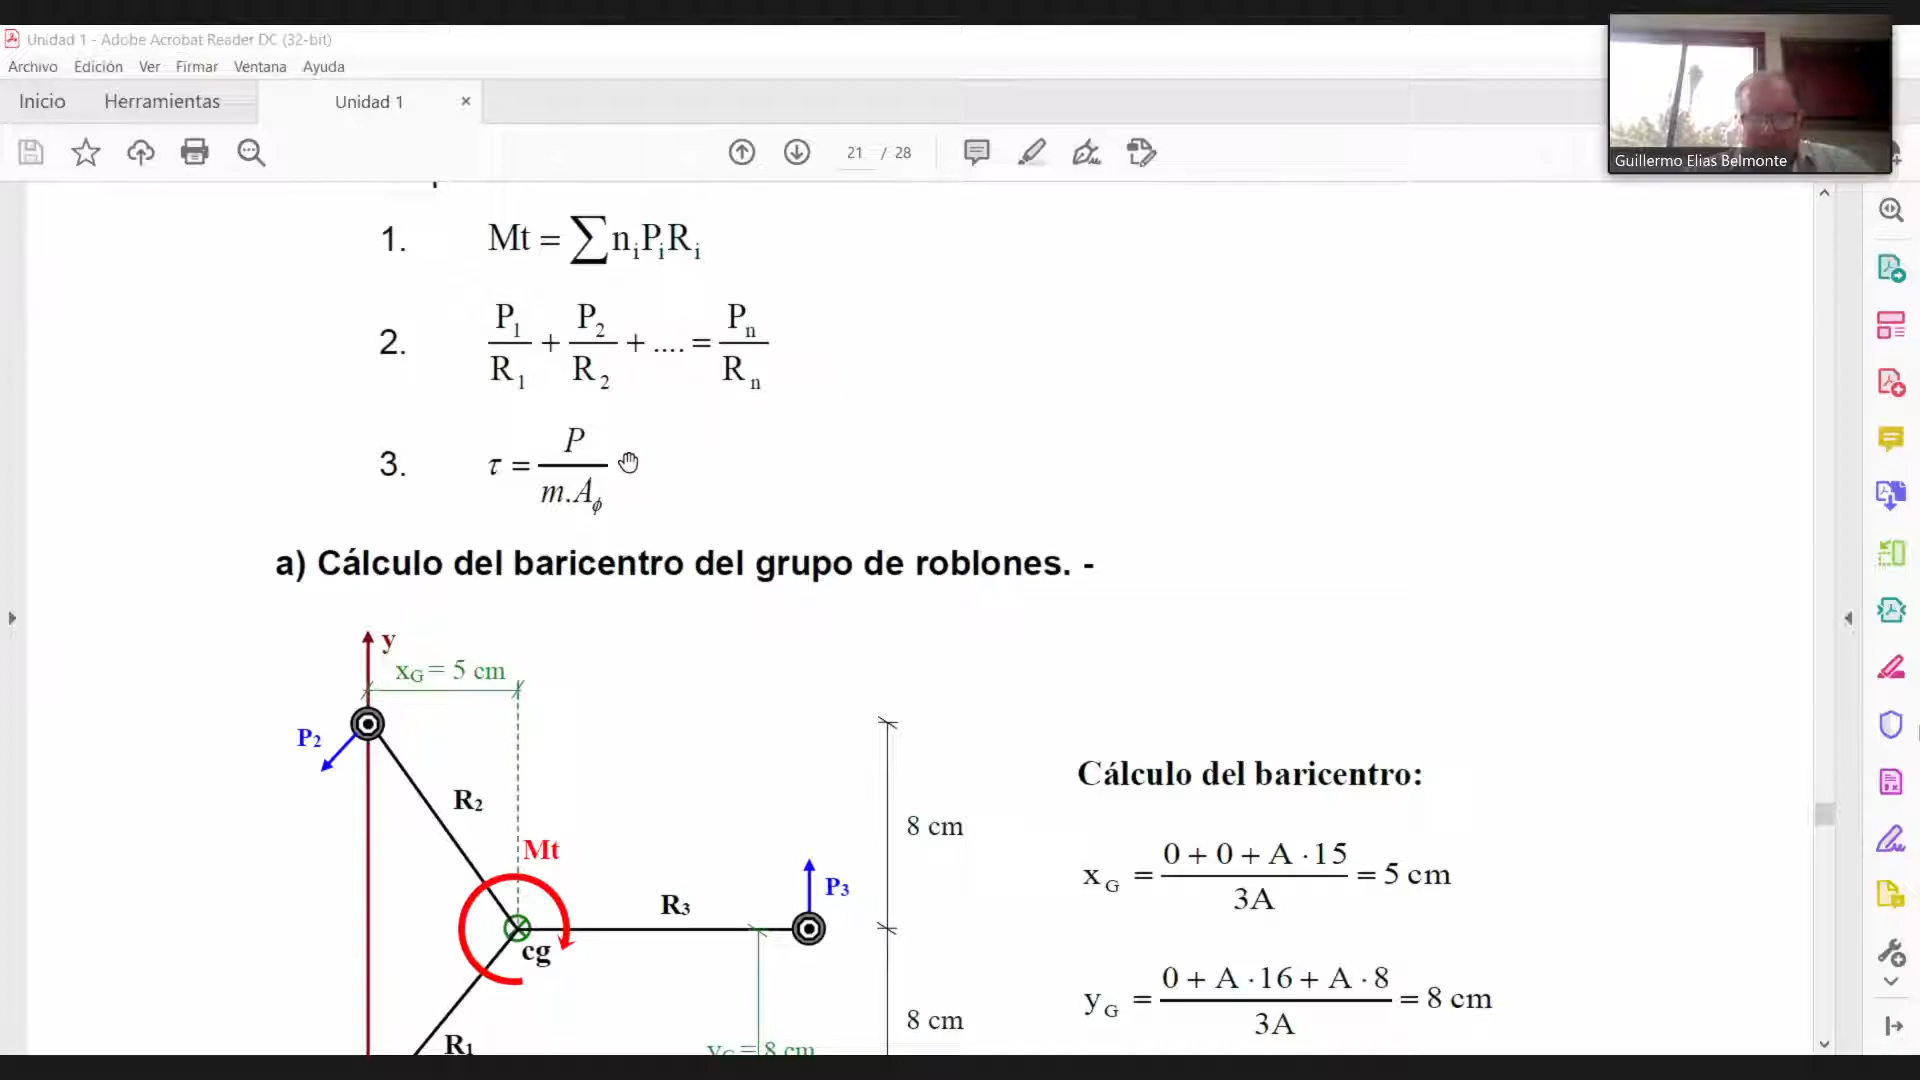 Unidad 1 - Adobe Acrobat Reader DC (32-bit)
Archivo Edición Ver Firmar Ventana Ayuda
Inicio Herramientas Unidad 1 ×
21 / 28
Guillermo Elias Belmonte
1. Mt = ∑ nᵢPᵢRᵢ
2. P₁/R₁ + P₂/R₂ + .... = Pₙ/Rₙ
3. τ = P / m.A_ϕ
a) Cálculo del baricentro del grupo de roblones. -
y
x_G = 5 cm
P₂
R₂
8 cm
Mt
P₃
R₃
cg
8 cm
R₁
y_G = 8 cm
Cálculo del baricentro:
x_G = (0 + 0 + A · 15) / 3A = 5 cm
y_G = (0 + A · 16 + A · 8) / 3A = 8 cm